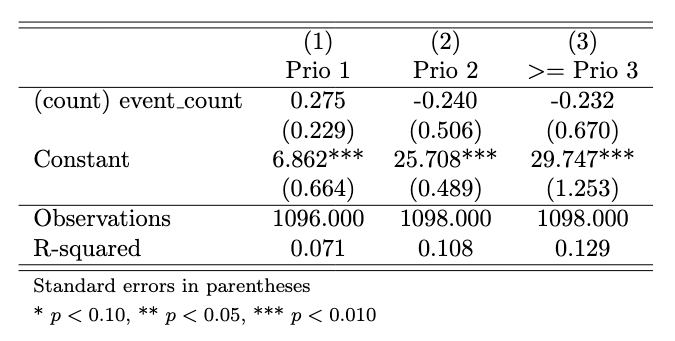 (1) (2) (3)
Prio 1 Prio 2 >= Prio 3
(count) event_count 0.275 -0.240 -0.232
(0.229) (0.506) (0.670)
Constant 6.862*** 25.708*** 29.747***
(0.664) (0.489) (1.253)
Observations 1096.000 1098.000 1098.000
R-squared 0.071 0.108 0.129
Standard errors in parentheses
* p < 0.10, ** p < 0.05, *** p < 0.010